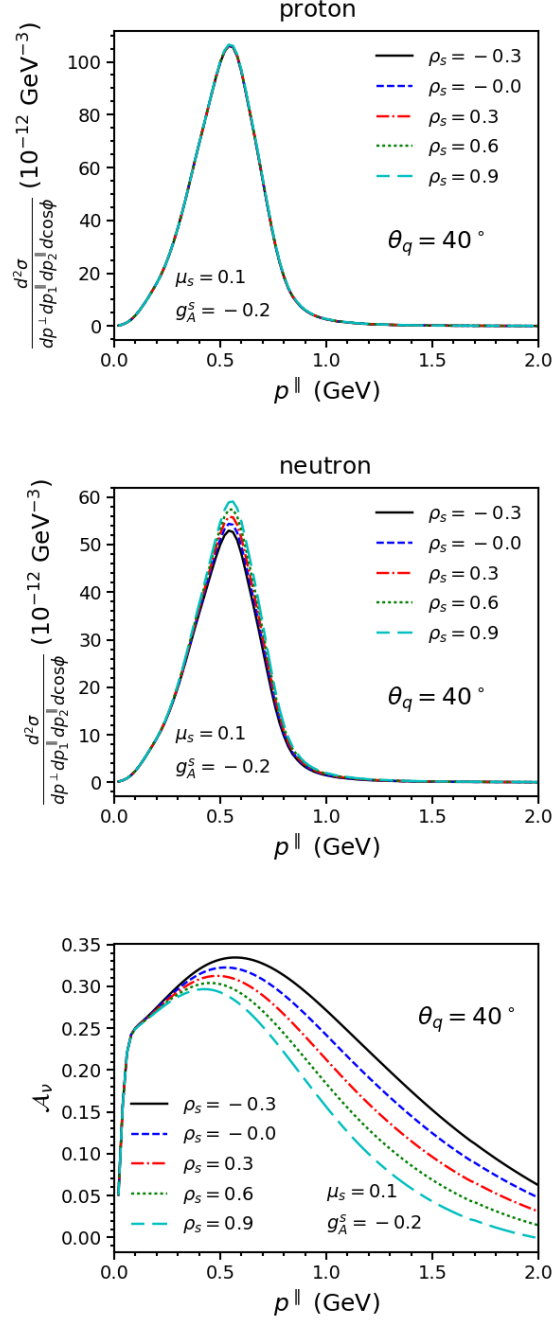 proton
d²σ
dp⊥dp₁∥dp₂∥dcosϕ
(10⁻¹² GeV⁻³)
100
80
60
40
20
0
ρs = −0.3
ρs = −0.0
ρs = 0.3
ρs = 0.6
ρs = 0.9
θq = 40°
μs = 0.1
gAˢ = −0.2
0.0 0.5 1.0 1.5 2.0
p∥ (GeV)
neutron
d²σ
dp⊥dp₁∥dp₂∥dcosϕ
(10⁻¹² GeV⁻³)
60
50
40
30
20
10
0
ρs = −0.3
ρs = −0.0
ρs = 0.3
ρs = 0.6
ρs = 0.9
θq = 40°
μs = 0.1
gAˢ = −0.2
0.0 0.5 1.0 1.5 2.0
p∥ (GeV)
𝒜ν
0.35
0.30
0.25
0.20
0.15
0.10
0.05
0.00
θq = 40°
ρs = −0.3
ρs = −0.0
ρs = 0.3
ρs = 0.6
ρs = 0.9
μs = 0.1
gAˢ = −0.2
0.0 0.5 1.0 1.5 2.0
p∥ (GeV)